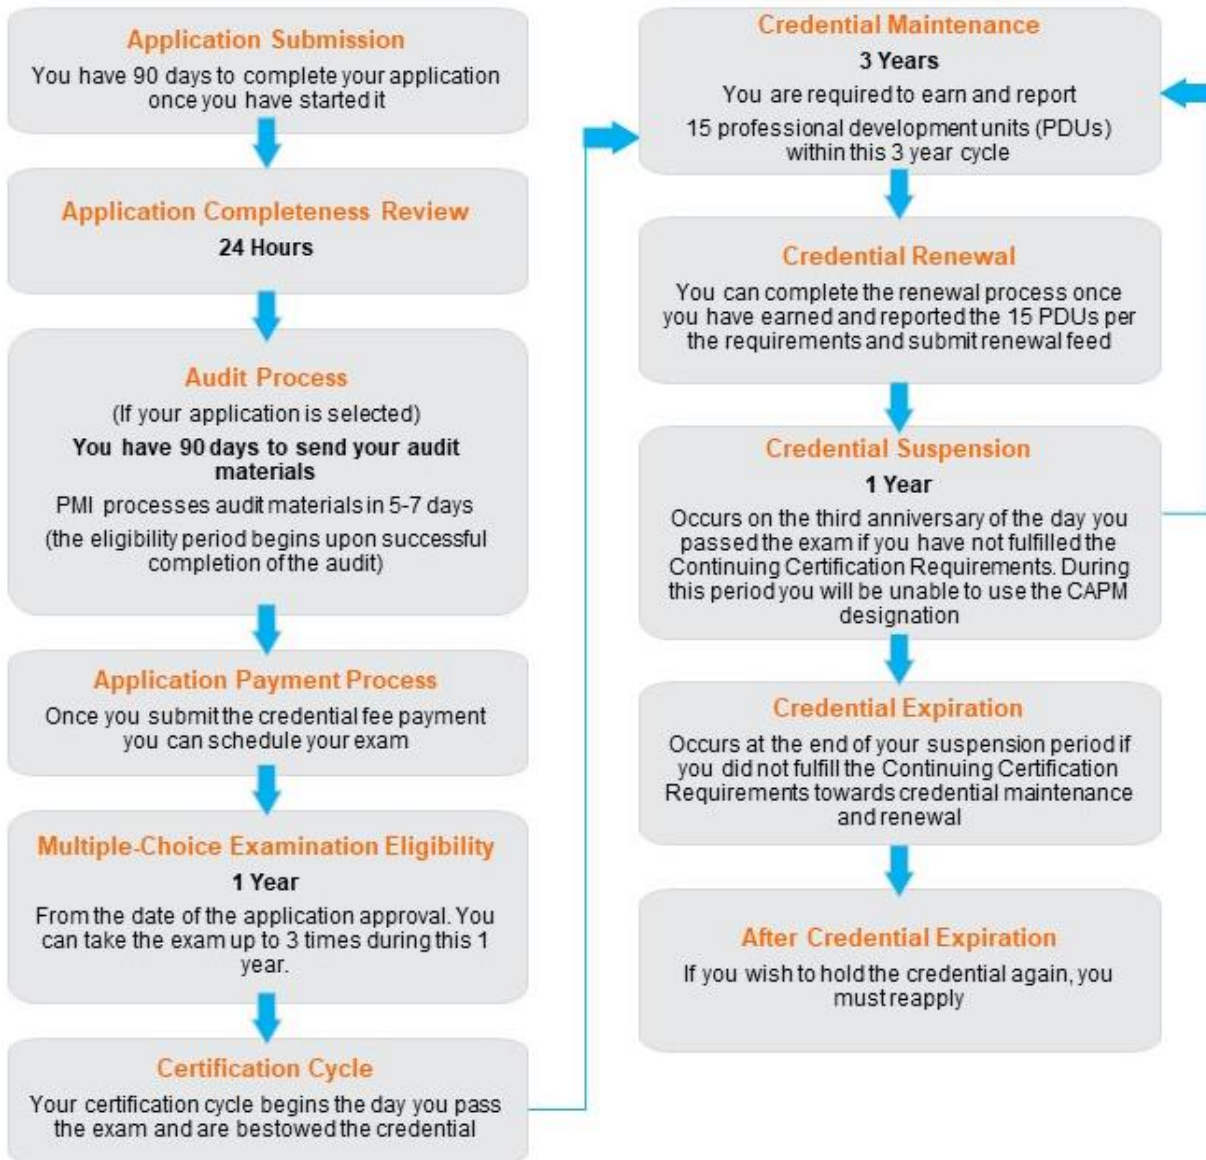 Application Submission
You have 90 days to complete your application
once you have started it
Application Completeness Review
24 Hours
Audit Process
(If your application is selected)
You have 90 days to send your audit
materials
PMI processes audit materials in 5-7 days
(the eligibility period begins upon successful
completion of the audit)
Application Payment Process
Once you submit the credential fee payment
you can schedule your exam
Multiple-Choice Examination Eligibility
1 Year
From the date of the application approval. You
can take the exam up to 3 times during this 1
year.
Certification Cycle
Your certification cycle begins the day you pass
the exam and are bestowed the credential
Credential Maintenance
3 Years
You are required to earn and report
15 professional development units (PDUs)
within this 3 year cycle
Credential Renewal
You can complete the renewal process once
you have earned and reported the 15 PDUs per
the requirements and submit renewal feed
Credential Suspension
1 Year
Occurs on the third anniversary of the day you
passed the exam if you have not fulfilled the
Continuing Certification Requirements. During
this period you will be unable to use the CAPM
designation
Credential Expiration
Occurs at the end of your suspension period if
you did not fulfill the Continuing Certification
Requirements towards credential maintenance
and renewal
After Credential Expiration
If you wish to hold the credential again, you
must reapply